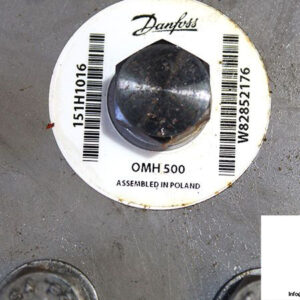 Danfoss
151H1016
W82852176
OMH 500
ASSEMBLED IN POLAND